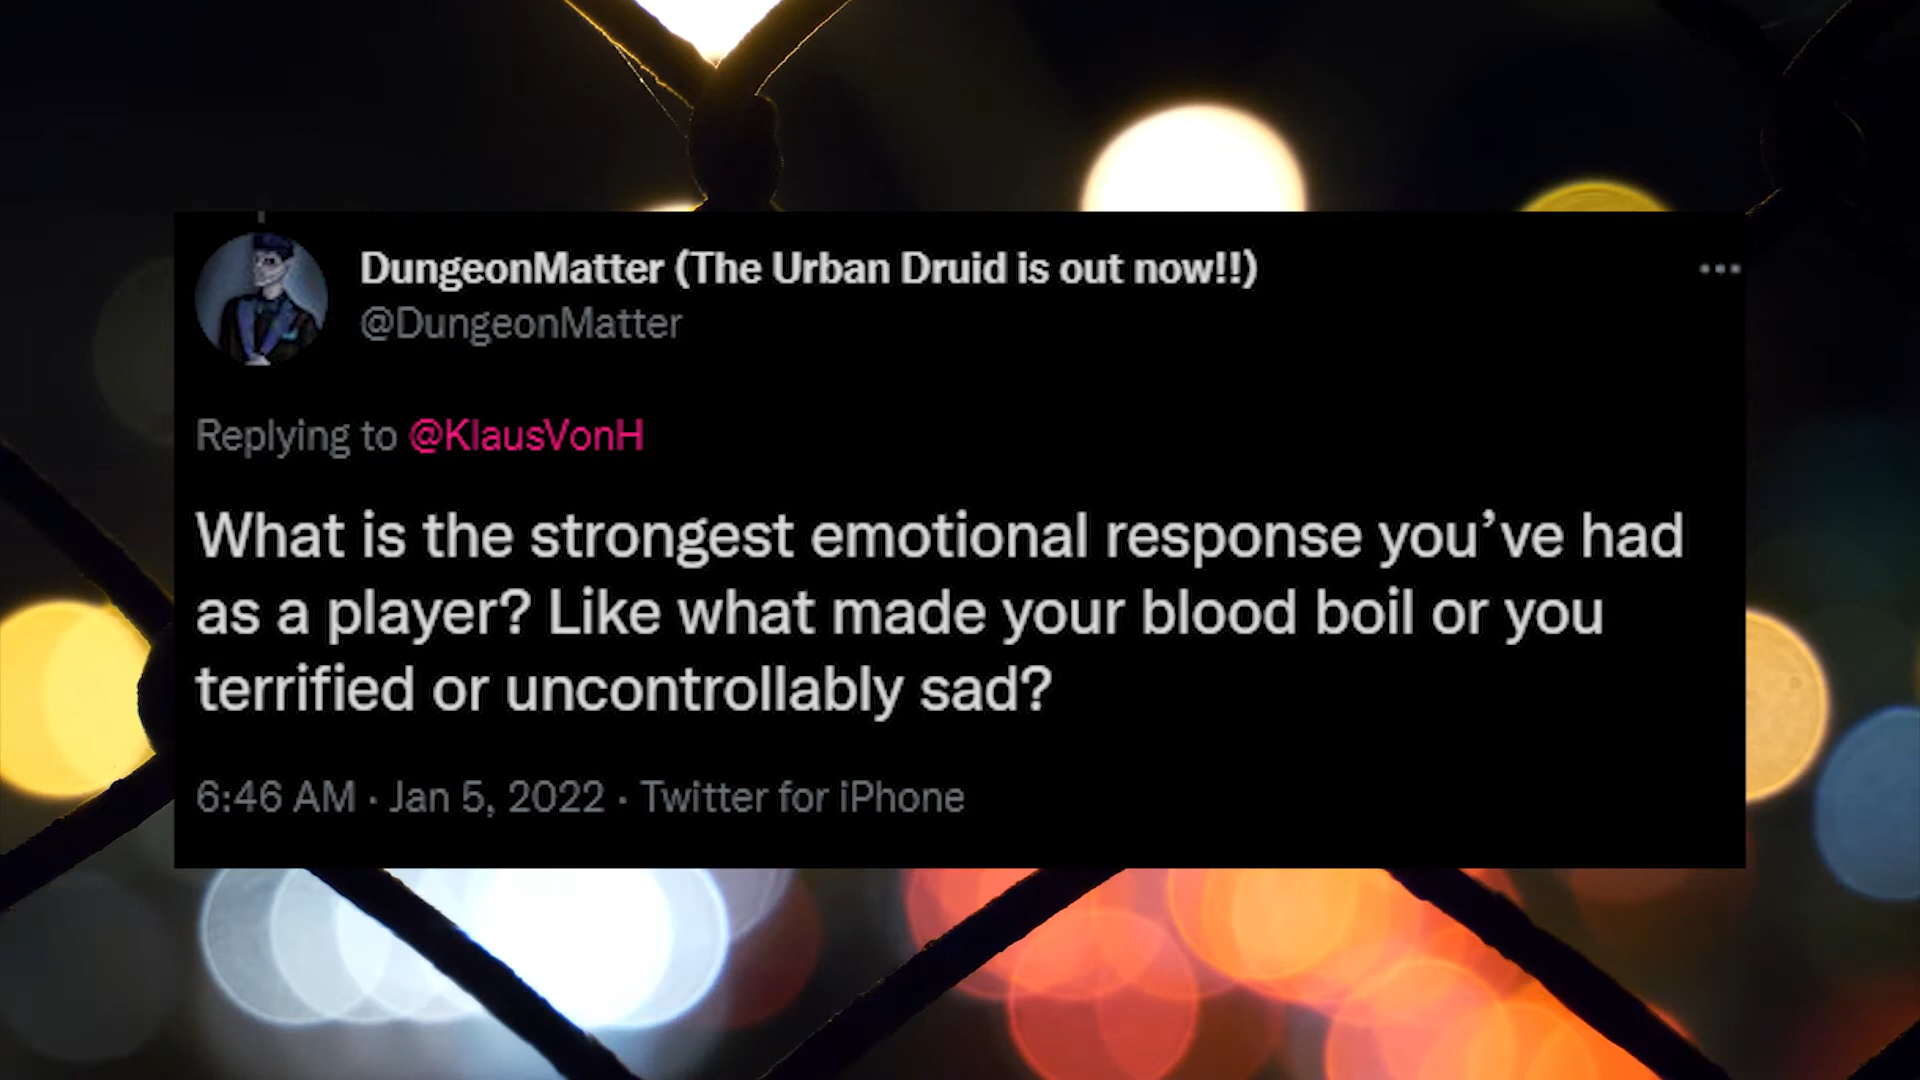 DungeonMatter (The Urban Druid is out now!!)
@DungeonMatter
Replying to @KlausVonH
What is the strongest emotional response you’ve had
as a player? Like what made your blood boil or you
terrified or uncontrollably sad?
6:46 AM · Jan 5, 2022 · Twitter for iPhone